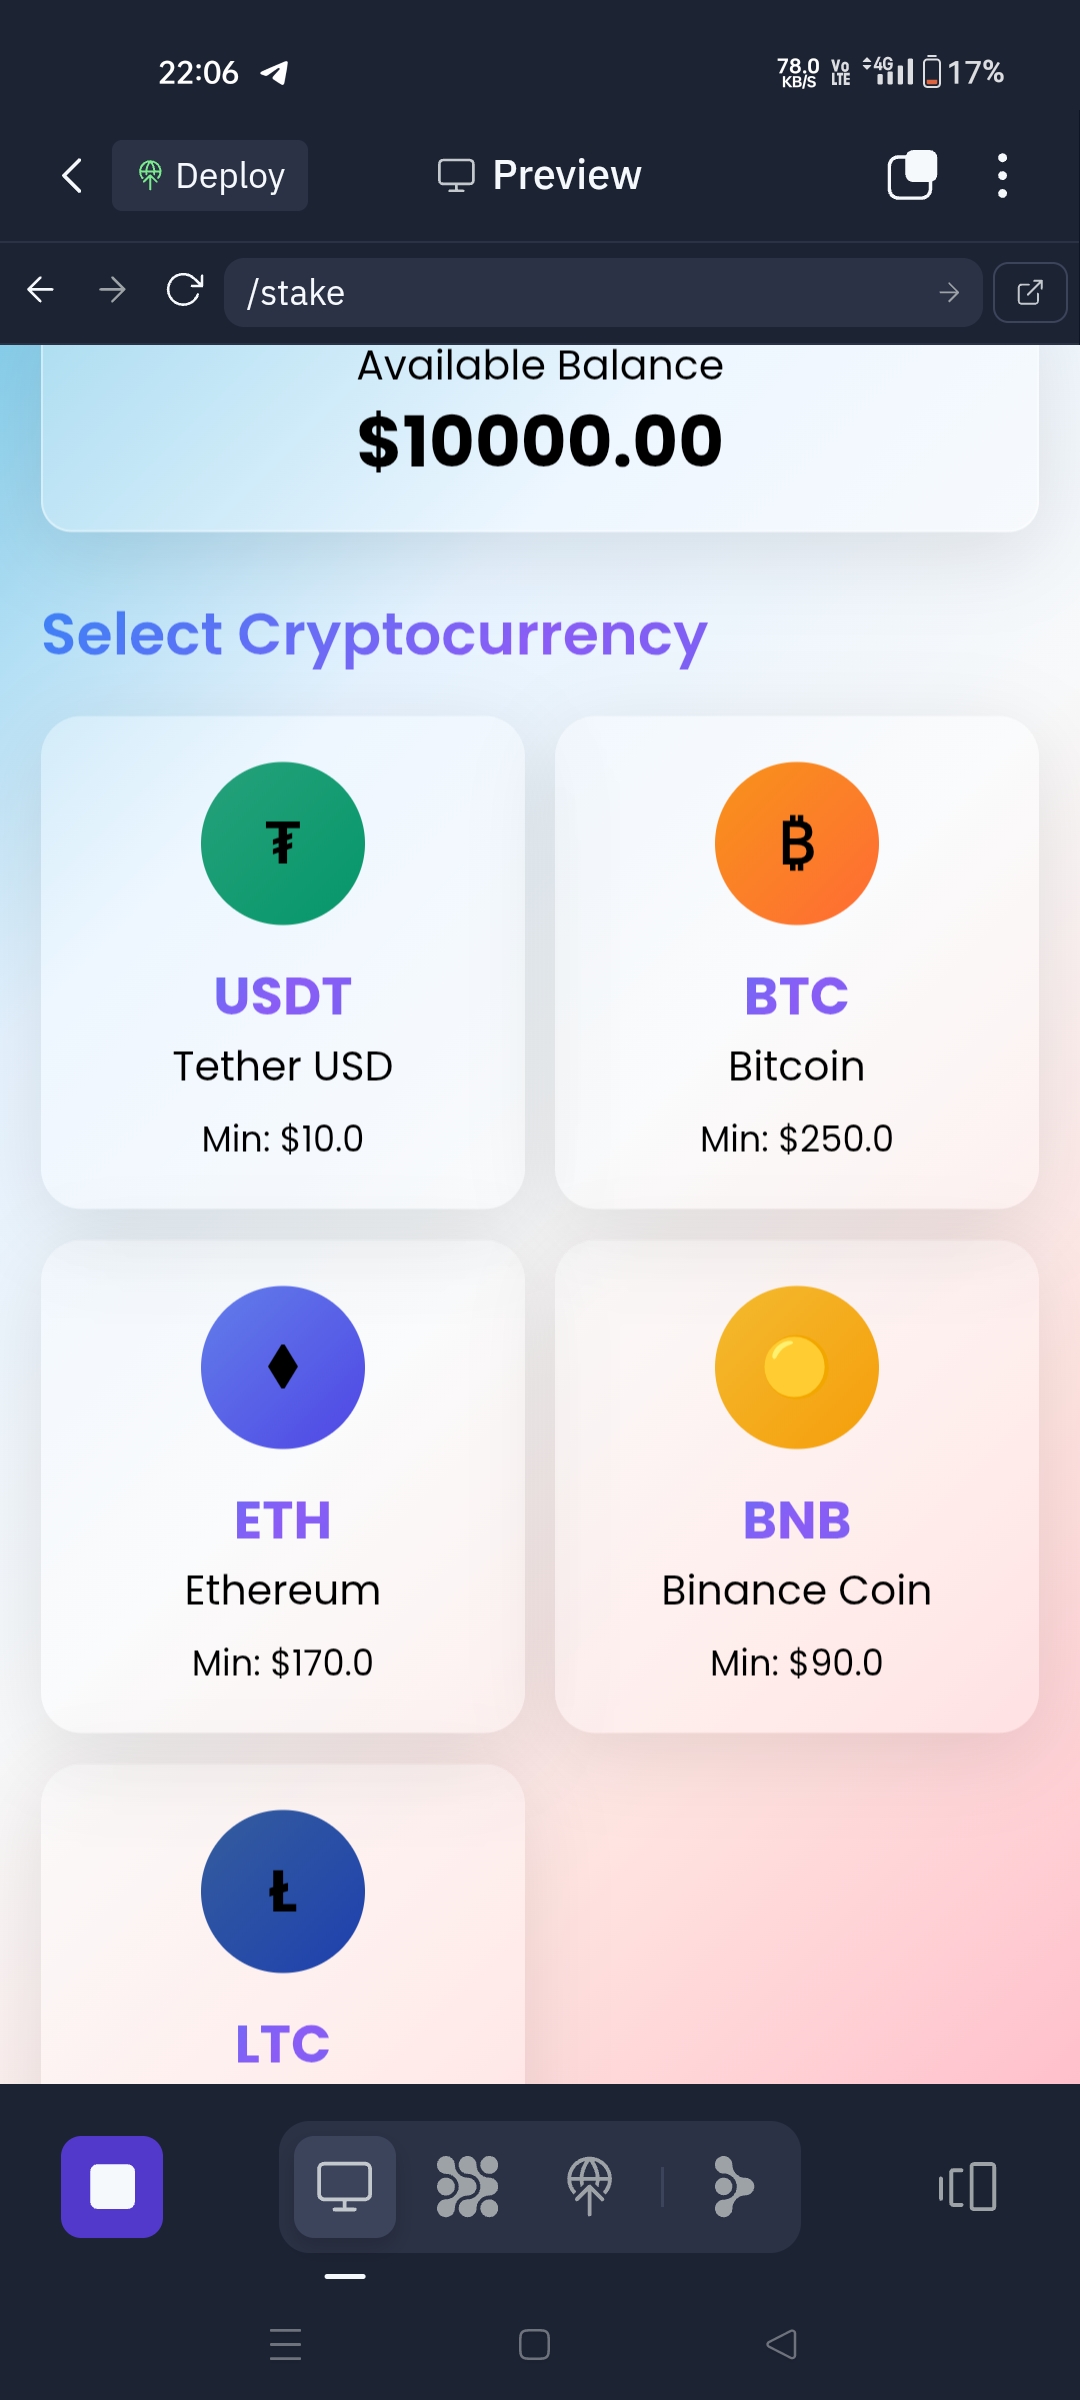 22:06
78.0
KB/S
Vo
LTE
4G
17%
Deploy
Preview
/stake
Available Balance
$10000.00
Select Cryptocurrency
₮
₿
USDT
BTC
Tether USD
Bitcoin
Min: $10.0
Min: $250.0
ETH
BNB
Ethereum
Binance Coin
Min: $170.0
Min: $90.0
Ł
LTC